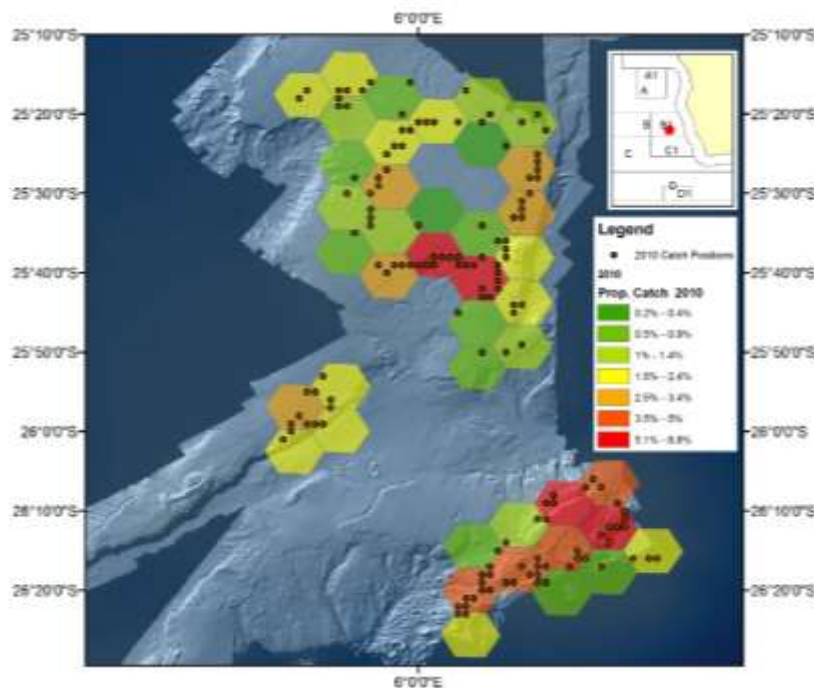 6°0'0"E
25°10'0"S
25°10'0"S
25°20'0"S
25°20'0"S
25°30'0"S
25°30'0"S
25°40'0"S
25°40'0"S
25°50'0"S
25°50'0"S
26°0'0"S
26°0'0"S
26°10'0"S
26°10'0"S
26°20'0"S
26°20'0"S
6°0'0"E
A1
A
B
C
C1
D
D1
Legend
2010 Catch Positions
2010
Prop. Catch 2010
0.2% - 0.4%
0.5% - 0.9%
1% - 1.4%
1.5% - 2.4%
2.5% - 3.4%
3.5% - 5%